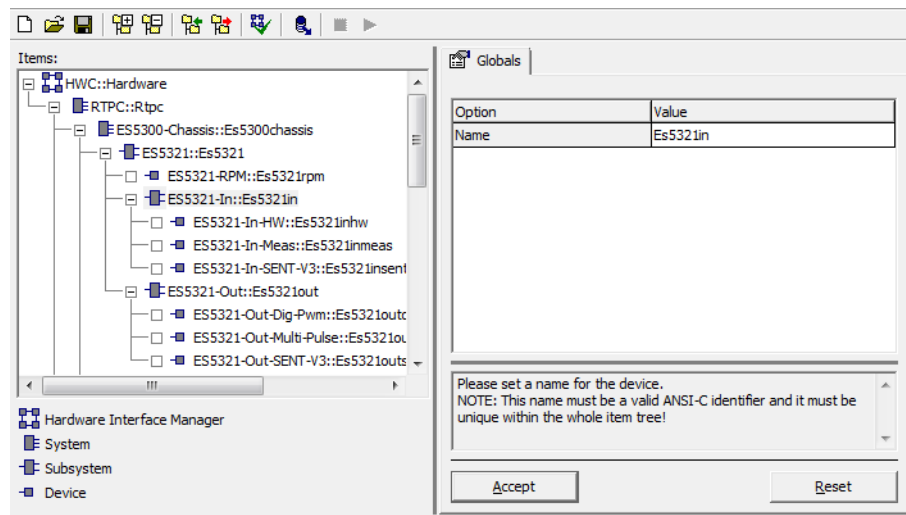 Items:
HWC::Hardware
RTPC::Rtpc
ES5300-Chassis::Es5300chassis
ES5321::Es5321
ES5321-RPM::Es5321rpm
ES5321-In::Es5321in
ES5321-In-HW::Es5321inhw
ES5321-In-Meas::Es5321inmeas
ES5321-In-SENT-V3::Es5321insent
ES5321-Out::Es5321out
ES5321-Out-Dig-Pwm::Es5321outd
ES5321-Out-Multi-Pulse::Es5321ou
ES5321-Out-SENT-V3::Es5321outs
Hardware Interface Manager
System
Subsystem
Device
Globals
Option Value
Name Es5321in
Please set a name for the device.
NOTE: This name must be a valid ANSI-C identifier and it must be
unique within the whole item tree!
Accept Reset